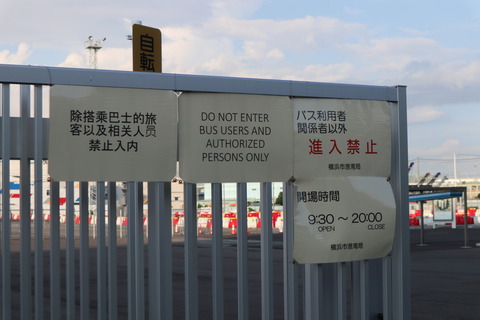 自転
除搭乘巴士的旅
客以及相关人员
禁止入内
DO NOT ENTER
BUS USERS AND
AUTHORIZED
PERSONS ONLY
バス利用者
関係者以外
進入禁止
横浜市港湾局
開場時間
9:30 ～ 20:00
OPEN CLOSE
横浜市港湾局